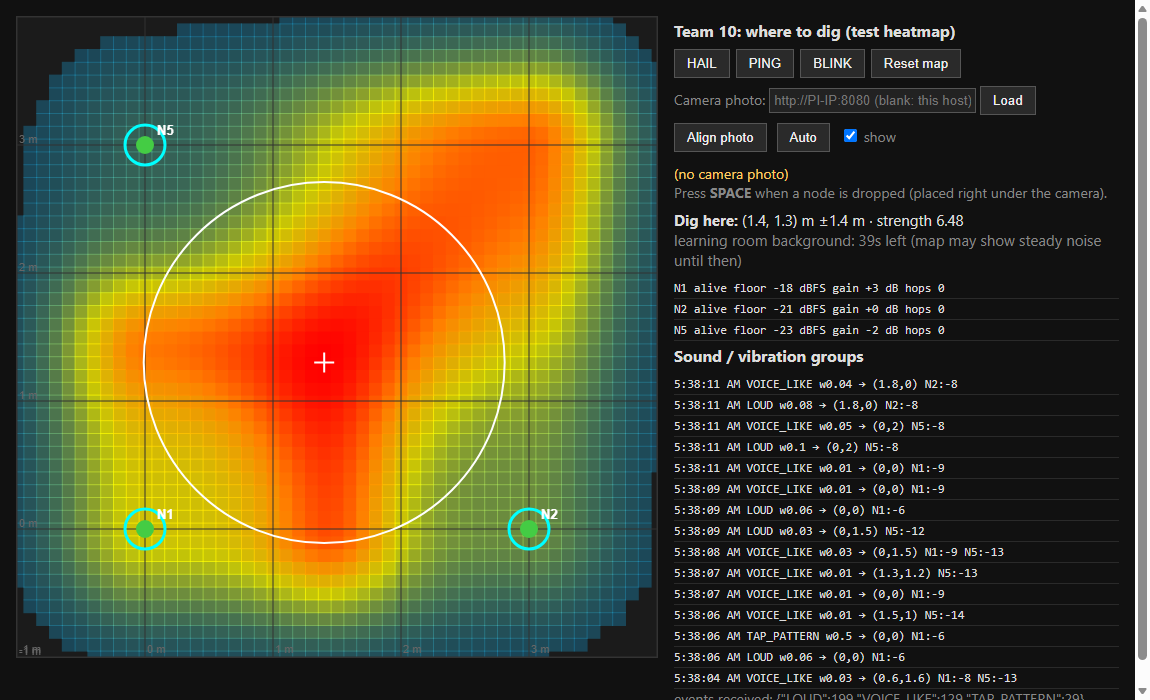 Team 10: where to dig (test heatmap)
HAIL PING BLINK Reset map
Camera photo: http://PI-IP:8080 (blank: this host) Load
Align photo Auto show
(no camera photo)
Press SPACE when a node is dropped (placed right under the camera).
Dig here: (1.4, 1.3) m ±1.4 m · strength 6.48
learning room background: 39s left (map may show steady noise
until then)
N1 alive floor -18 dBFS gain +3 dB hops 0
N2 alive floor -21 dBFS gain +0 dB hops 0
N5 alive floor -23 dBFS gain -2 dB hops 0
Sound / vibration groups
5:38:11 AM VOICE_LIKE w0.04 → (1.8,0) N2:-8
5:38:11 AM LOUD w0.08 → (1.8,0) N2:-8
5:38:11 AM VOICE_LIKE w0.05 → (0,2) N5:-8
5:38:11 AM LOUD w0.1 → (0,2) N5:-8
5:38:11 AM VOICE_LIKE w0.01 → (0,0) N1:-9
5:38:09 AM VOICE_LIKE w0.01 → (0,0) N1:-9
5:38:09 AM LOUD w0.06 → (0,0) N1:-6
5:38:09 AM LOUD w0.03 → (0,1.5) N5:-12
5:38:08 AM VOICE_LIKE w0.03 → (0,1.5) N1:-9 N5:-13
5:38:07 AM VOICE_LIKE w0.01 → (1.3,1.2) N5:-13
5:38:07 AM VOICE_LIKE w0.01 → (0,0) N1:-9
5:38:06 AM VOICE_LIKE w0.01 → (1.5,1) N5:-14
5:38:06 AM TAP_PATTERN w0.5 → (0,0) N1:-6
5:38:06 AM LOUD w0.06 → (0,0) N1:-6
5:38:04 AM VOICE_LIKE w0.03 → (0.6,1.6) N1:-8 N5:-13
events received: {"LOUD":199,"VOICE_LIKE":129,"TAP_PATTERN":29}
N5
3 m
2 m
1 m
0 m
N1
N2
-1 m
0 m
1 m
2 m
3 m